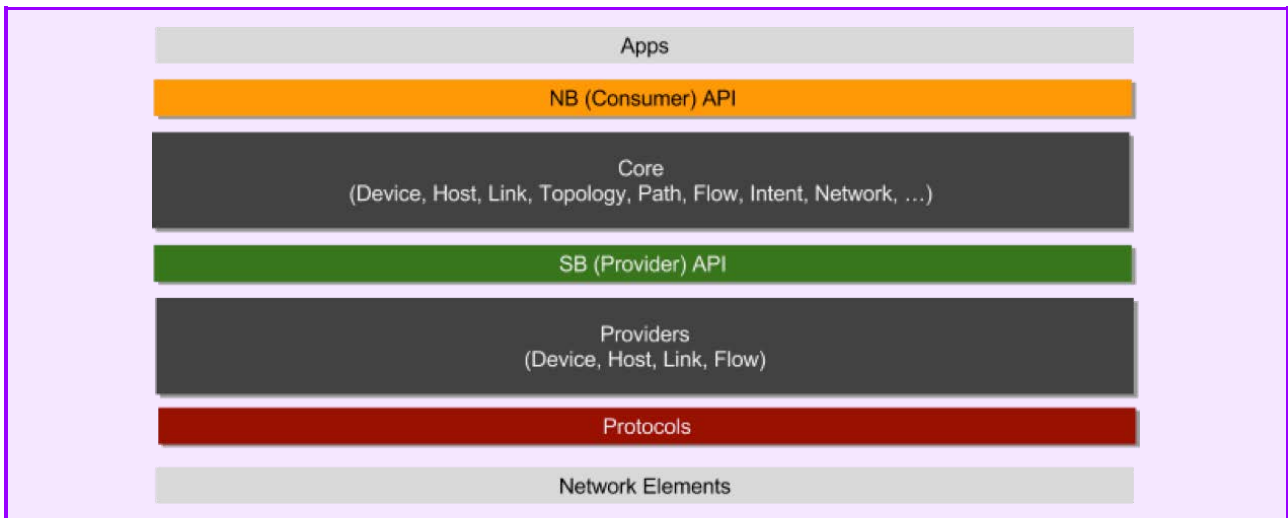 Apps
NB (Consumer) API
Core
(Device, Host, Link, Topology, Path, Flow, Intent, Network, …)
SB (Provider) API
Providers
(Device, Host, Link, Flow)
Protocols
Network Elements